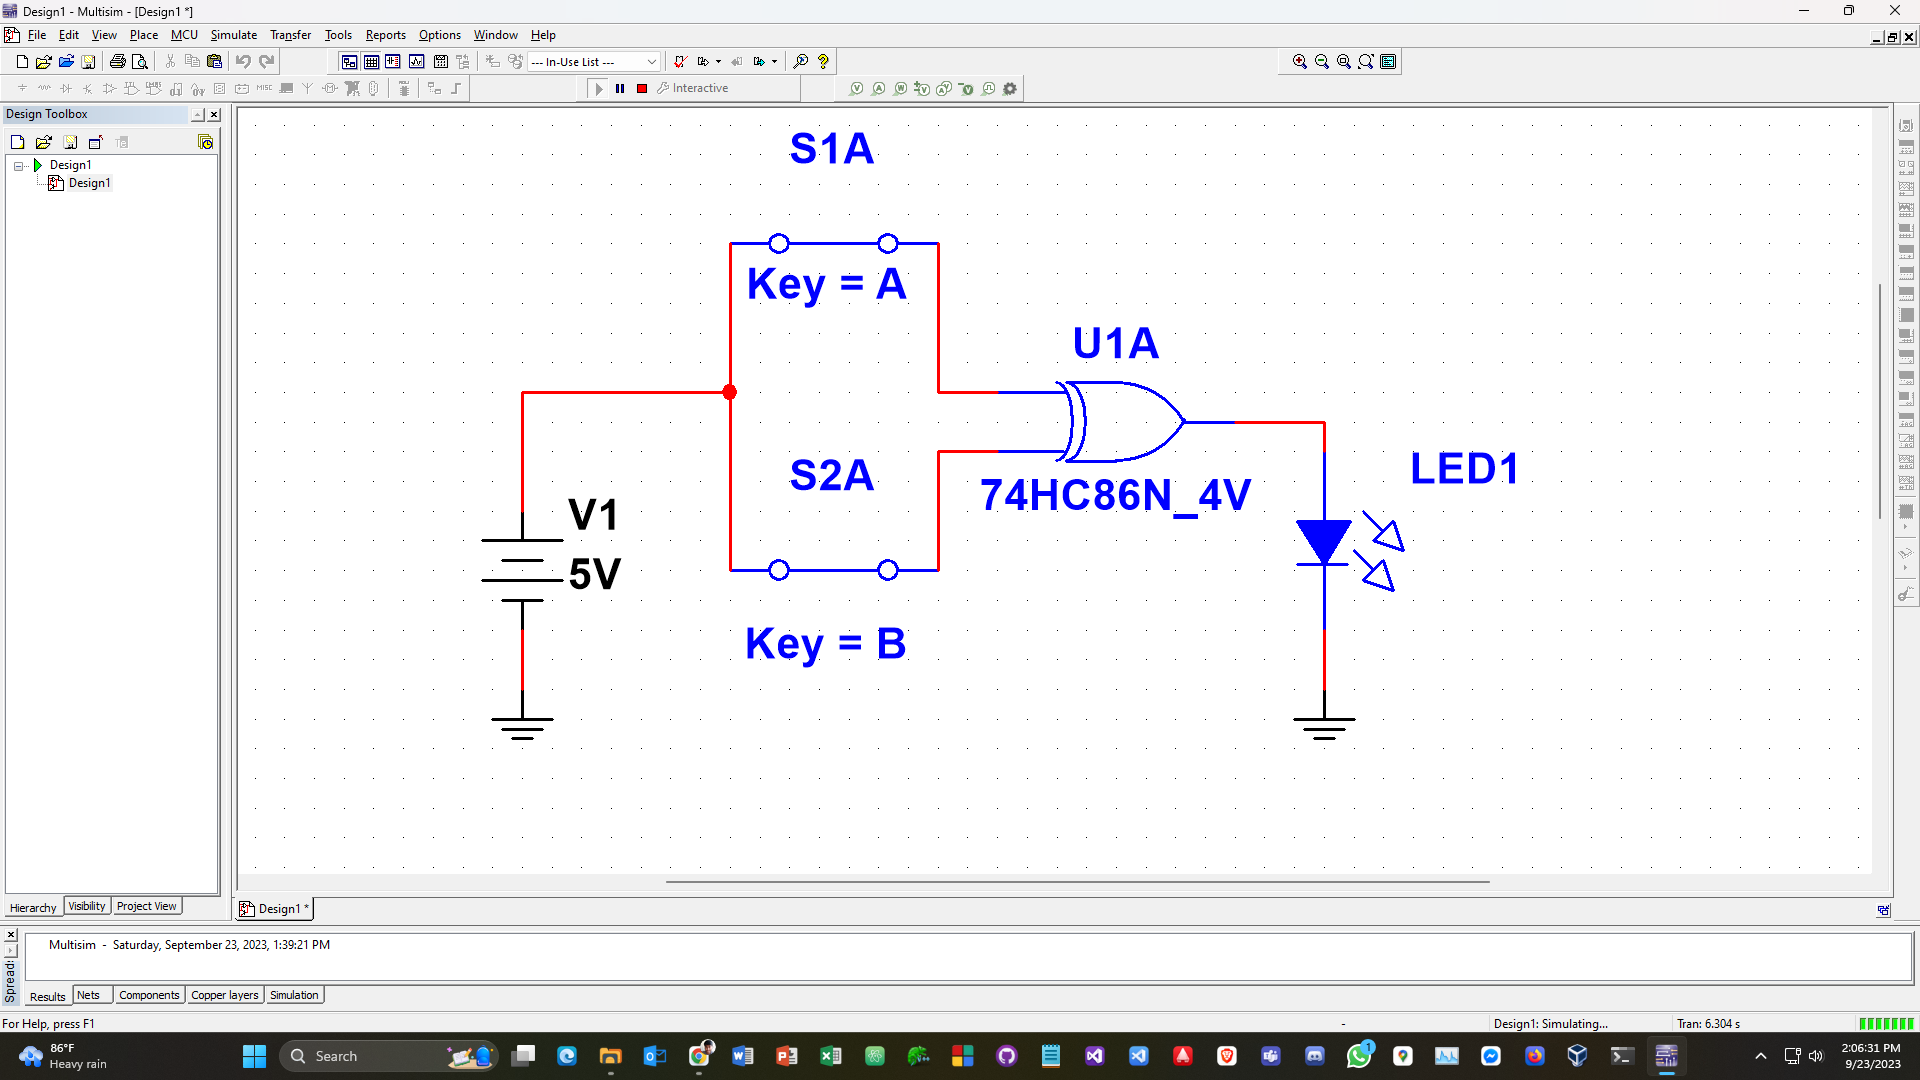 Design1 - Multisim - [Design1 *]
File Edit View Place MCU Simulate Transfer Tools Reports Options Window Help
--- In-Use List ---
Interactive
Design Toolbox
Design1
Design1
S1A
Key = A
U1A
S2A
74HC86N_4V
LED1
V1
5V
Key = B
Hierarchy Visibility Project View
Design1 *
Multisim - Saturday, September 23, 2023, 1:39:21 PM
Spread
Results Nets Components Copper layers Simulation
For Help, press F1
-
Design1: Simulating...
Tran: 6.304 s
86°F
Heavy rain
Search
1
2:06:31 PM
9/23/2023